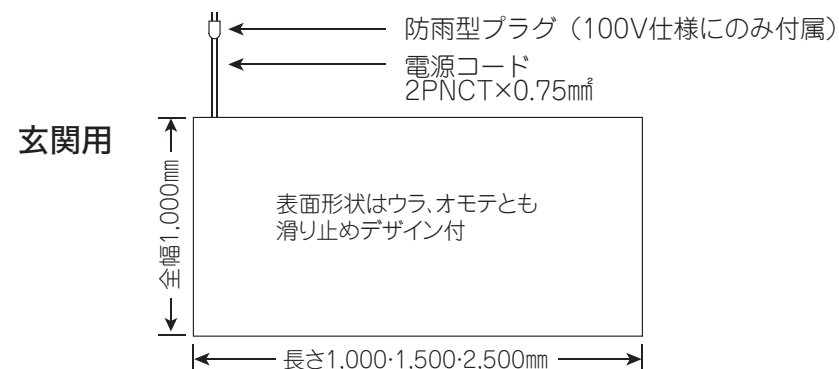 防雨型プラグ（100V仕様にのみ付属）
電源コード
2PNCT×0.75㎟
玄関用
全幅1,000㎜
表面形状はウラ、オモテとも
滑り止めデザイン付
長さ1,000･1,500･2,500㎜